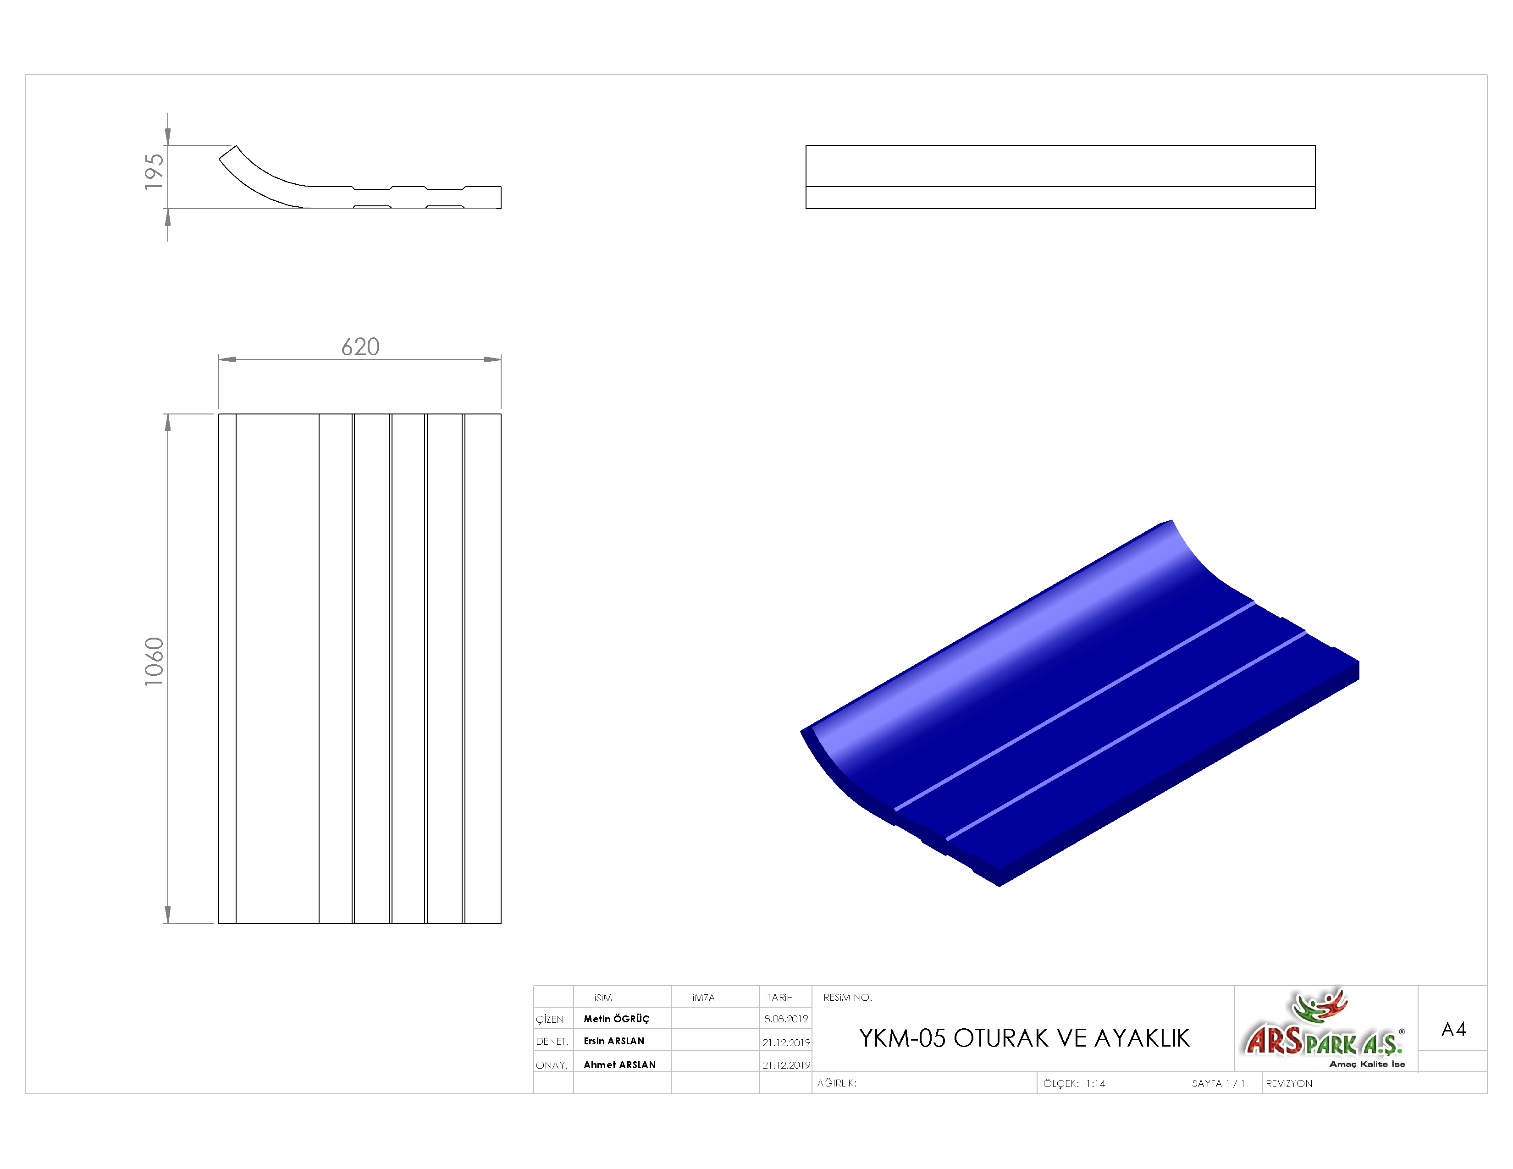 195
620
1060
İSİM
İMZA
TARİH
RESİM NO:
ÇİZEN
Metin ÖGRÜÇ
8.08.2019
DENET.
Ersin ARSLAN
21.12.2019
ONAY.
Ahmet ARSLAN
21.12.2019
YKM-05 OTURAK VE AYAKLIK
ARSPARK A.Ş.®
Amaç Kalite İse
A4
AĞIRLIK:
ÖLÇEK: 1:14
SAYFA 1 / 1
REVİZYON